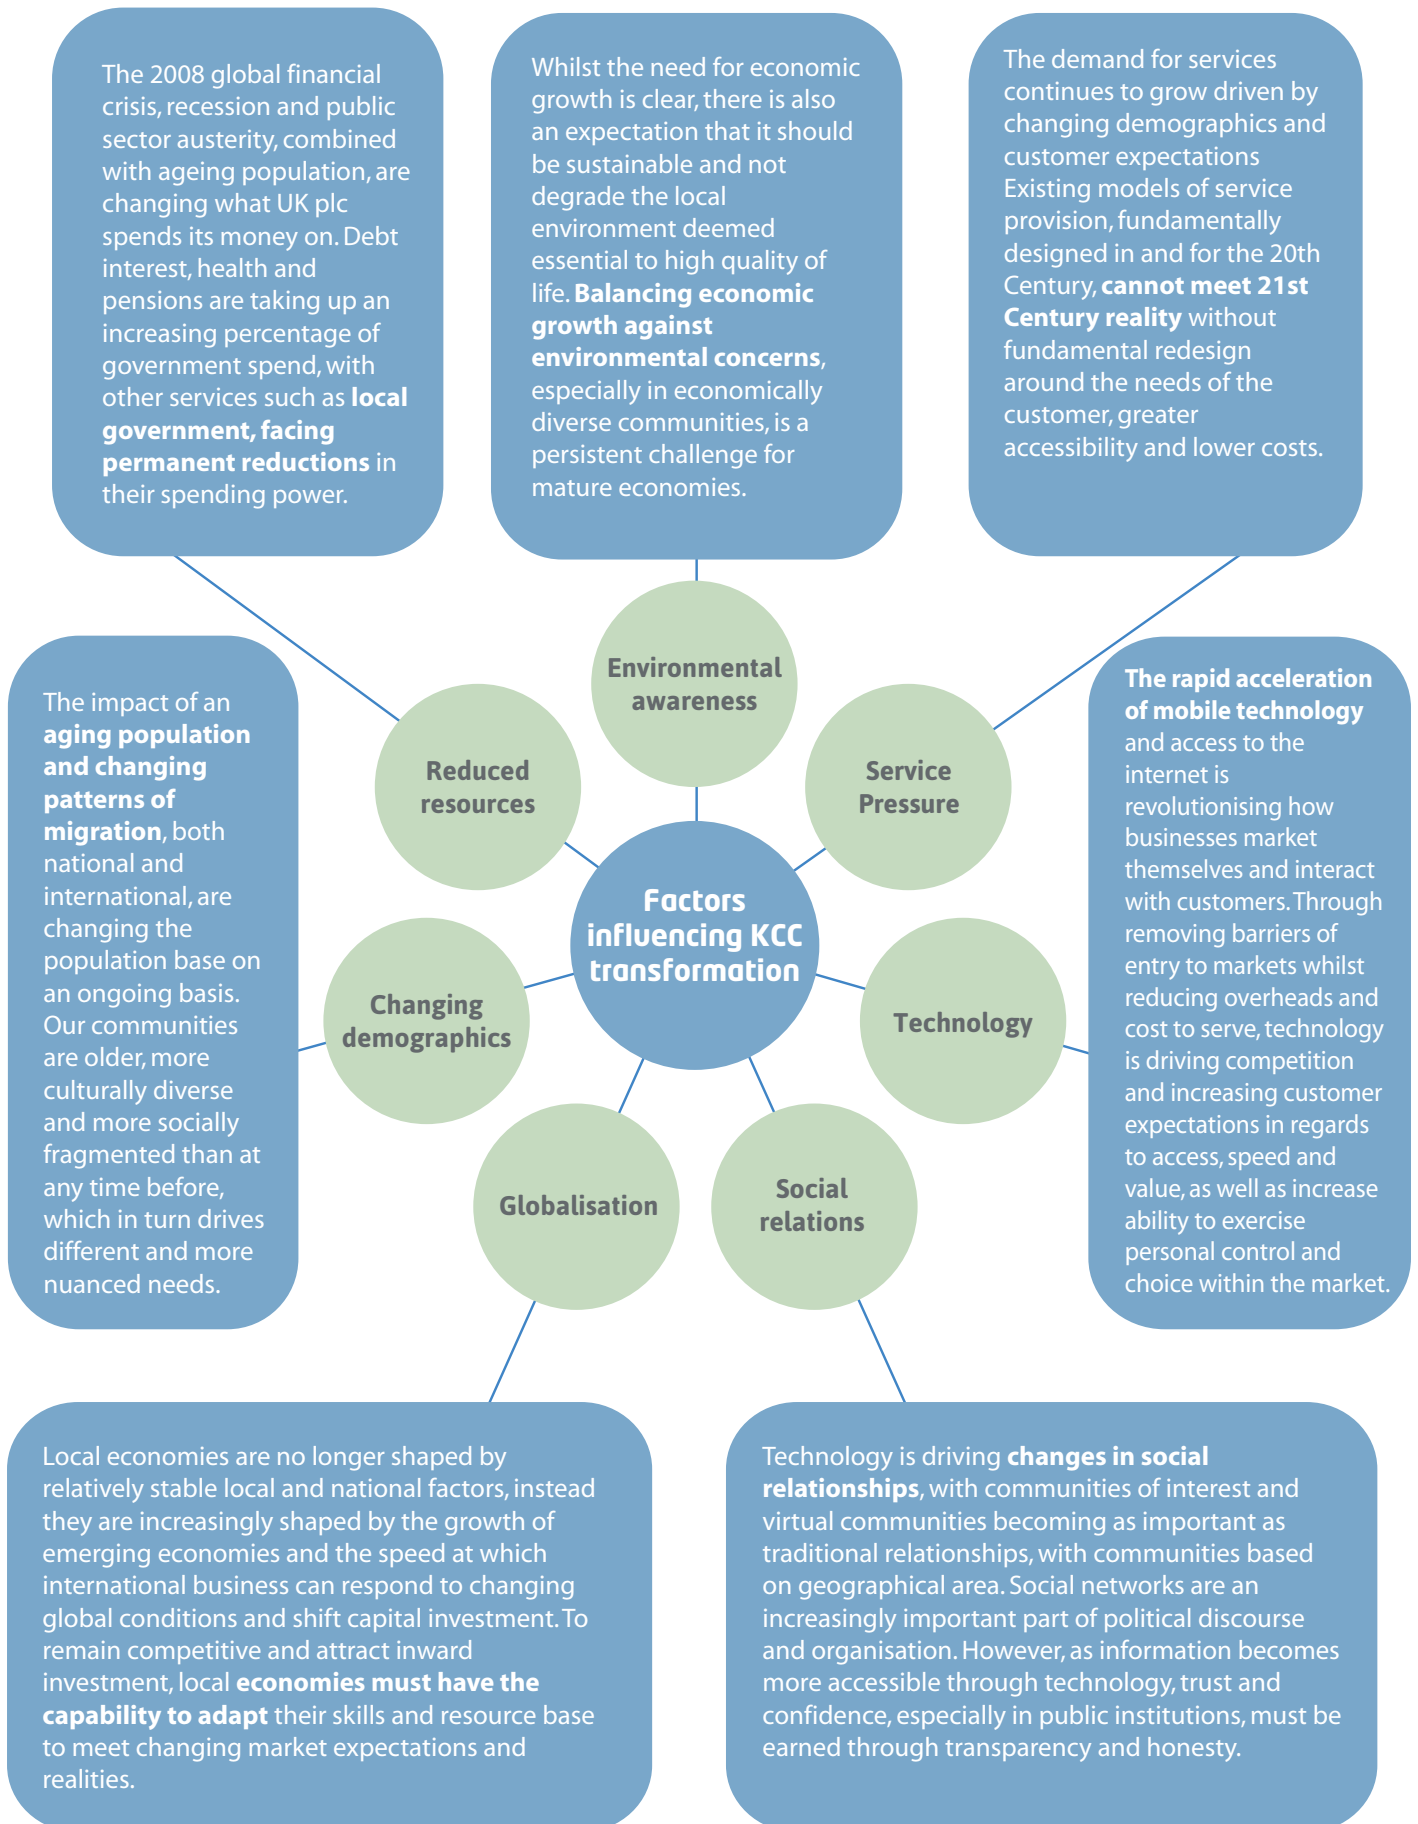 The 2008 global financial
crisis, recession and public
sector austerity, combined
with ageing population, are
changing what UK plc
spends its money on. Debt
interest, health and
pensions are taking up an
increasing percentage of
government spend, with
other services such as local
government, facing
permanent reductions in
their spending power.
Whilst the need for economic
growth is clear, there is also
an expectation that it should
be sustainable and not
degrade the local
environment deemed
essential to high quality of
life. Balancing economic
growth against
environmental concerns,
especially in economically
diverse communities, is a
persistent challenge for
mature economies.
The demand for services
continues to grow driven by
changing demographics and
customer expectations
Existing models of service
provision, fundamentally
designed in and for the 20th
Century, cannot meet 21st
Century reality without
fundamental redesign
around the needs of the
customer, greater
accessibility and lower costs.
Environmental
awareness
Reduced
resources
Service
Pressure
Factors
influencing KCC
transformation
Changing
demographics
Technology
Globalisation
Social
relations
The impact of an
aging population
and changing
patterns of
migration, both
national and
international, are
changing the
population base on
an ongoing basis.
Our communities
are older, more
culturally diverse
and more socially
fragmented than at
any time before,
which in turn drives
different and more
nuanced needs.
The rapid acceleration
of mobile technology
and access to the
internet is
revolutionising how
businesses market
themselves and interact
with customers. Through
removing barriers of
entry to markets whilst
reducing overheads and
cost to serve, technology
is driving competition
and increasing customer
expectations in regards
to access, speed and
value, as well as increase
ability to exercise
personal control and
choice within the market.
Local economies are no longer shaped by
relatively stable local and national factors, instead
they are increasingly shaped by the growth of
emerging economies and the speed at which
international business can respond to changing
global conditions and shift capital investment. To
remain competitive and attract inward
investment, local economies must have the
capability to adapt their skills and resource base
to meet changing market expectations and
realities.
Technology is driving changes in social
relationships, with communities of interest and
virtual communities becoming as important as
traditional relationships, with communities based
on geographical area. Social networks are an
increasingly important part of political discourse
and organisation. However, as information becomes
more accessible through technology, trust and
confidence, especially in public institutions, must be
earned through transparency and honesty.